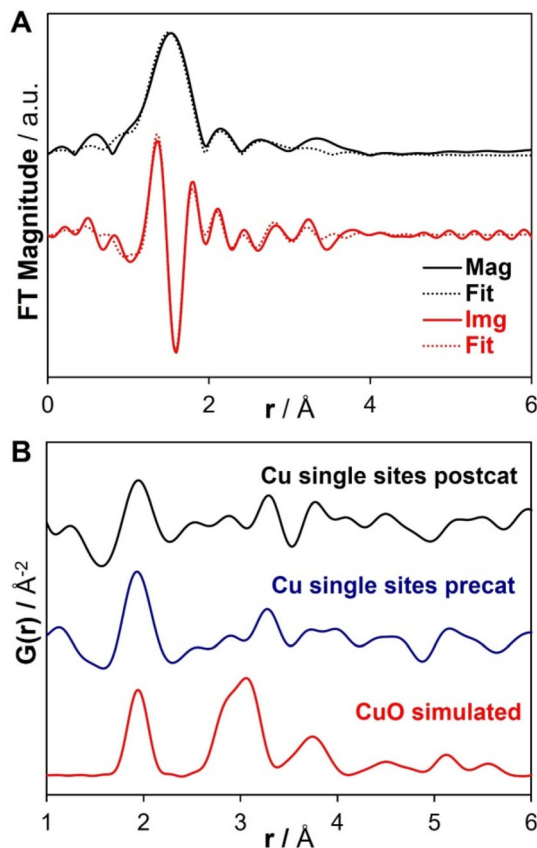 A
FT Magnitude / a.u.
Mag
Fit
Img
Fit
0 2 4 6
r / Å
B
G(r) / Å-2
Cu single sites postcat
Cu single sites precat
CuO simulated
1 2 3 4 5 6
r / Å